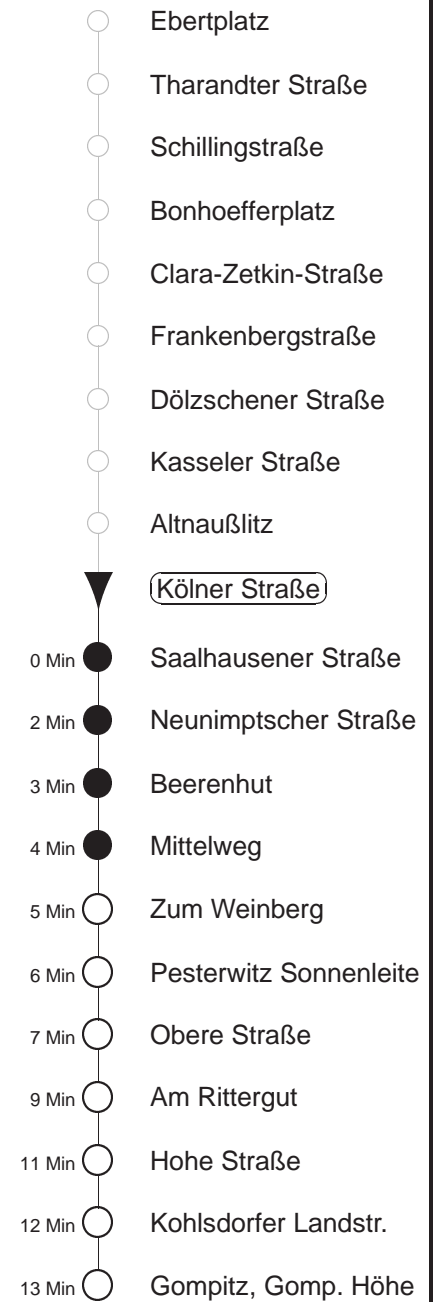 Ebertplatz
Tharandter Straße
Schillingstraße
Bonhoefferplatz
Clara-Zetkin-Straße
Frankenbergstraße
Dölzschener Straße
Kasseler Straße
Altnaußlitz
Kölner Straße
0 Min Saalhausener Straße
2 Min Neunimptscher Straße
3 Min Beerenhut
4 Min Mittelweg
5 Min Zum Weinberg
6 Min Pesterwitz Sonnenleite
7 Min Obere Straße
9 Min Am Rittergut
11 Min Hohe Straße
12 Min Kohlsdorfer Landstr.
13 Min Gompitz, Gomp. Höhe